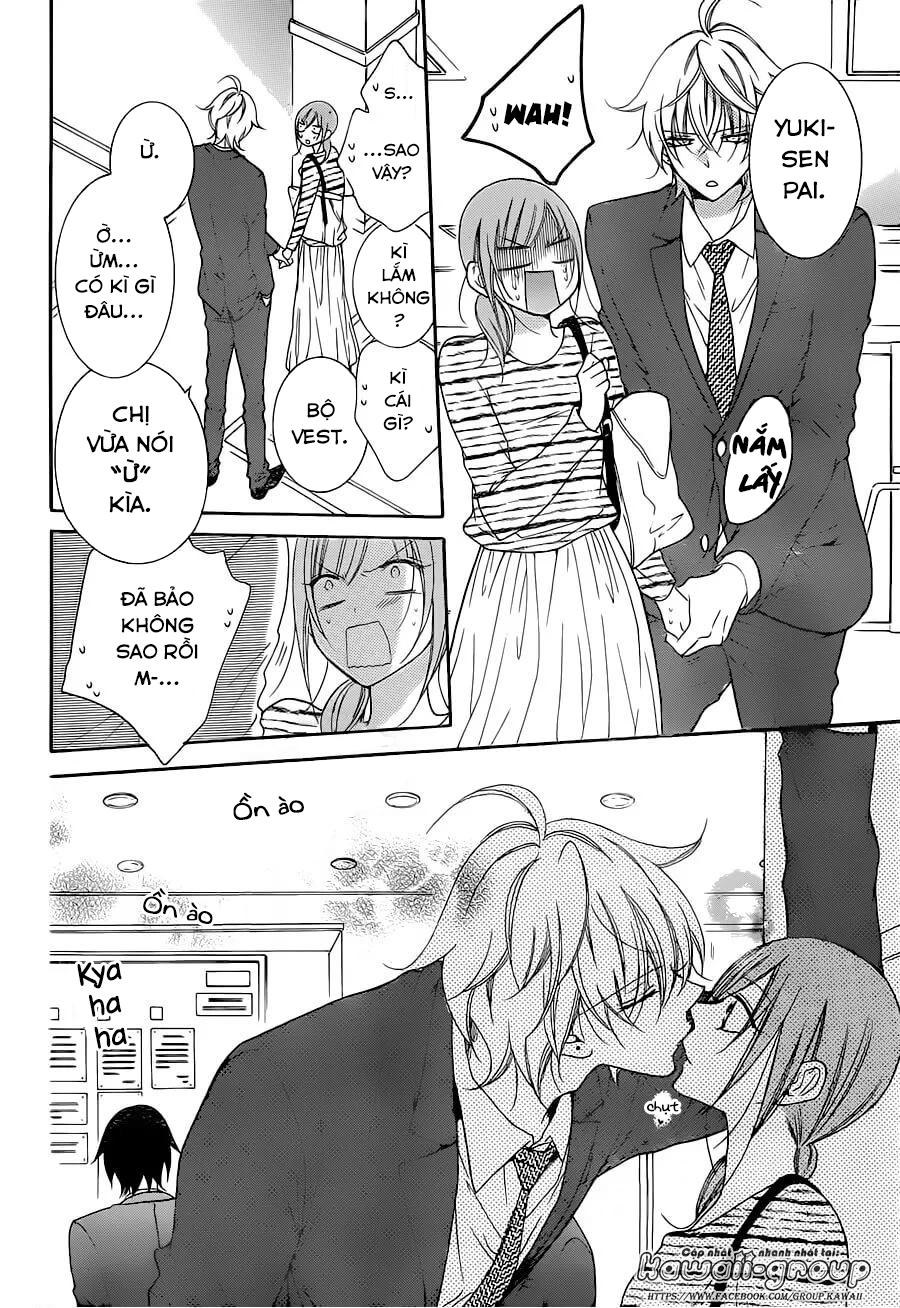 YUKI-
SEN
PAI.
WAH!
NẮM
LẤY
S...
...SAO
VẬY?
KÌ
LẮM
KHÔNG
?
KÌ
CÁI
GÌ?
BỘ
VEST.
Ừ.
Ở...
ỪM...
CÓ KÌ GÌ
ĐÂU...
CHỊ
VỪA NÓI
"Ừ"
KÌA.
ĐÃ BẢO
KHÔNG
SAO RỒI
M-...
Ồn ào
Ồn ào
Kya
ha
ha
chụt
Cập nhật nhanh nhất tại:
Kawaii-group
HTTPS://WWW.FACEBOOK.COM/GROUP.KAWAII